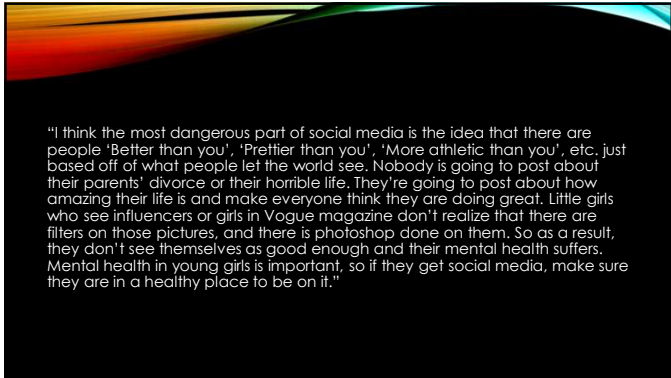 “I think the most dangerous part of social media is the idea that there are
people ‘Better than you’, ‘Prettier than you’, ‘More athletic than you’, etc. just
based off of what people let the world see. Nobody is going to post about
their parents’ divorce or their horrible life. They’re going to post about how
amazing their life is and make everyone think they are doing great. Little girls
who see influencers or girls in Vogue magazine don’t realize that there are
filters on those pictures, and there is photoshop done on them. So as a result,
they don’t see themselves as good enough and their mental health suffers.
Mental health in young girls is important, so if they get social media, make sure
they are in a healthy place to be on it.”